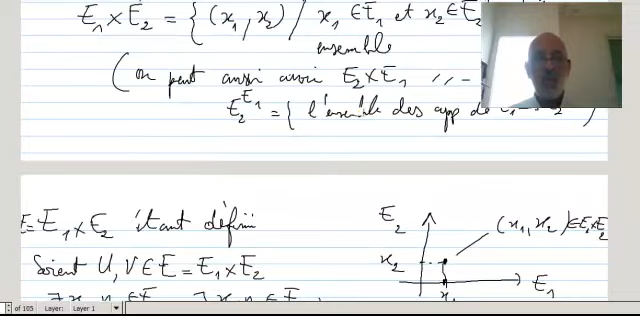 E₁ × E₂ = { (x₁, x₂) / x₁ ∈ E₁ et x₂ ∈ E₂
ensemble
(on peut aussi avoir E₂ × E₁
E₂^E₁ = { l'ensemble des app de
E = E₁ × E₂ étant défini
Soient U, V ∈ E = E₁ × E₂
E₂
(x₁, x₂) ∈ E₁ × E₂
x₂
E₁
x₁
of 105 Layer: Layer 1